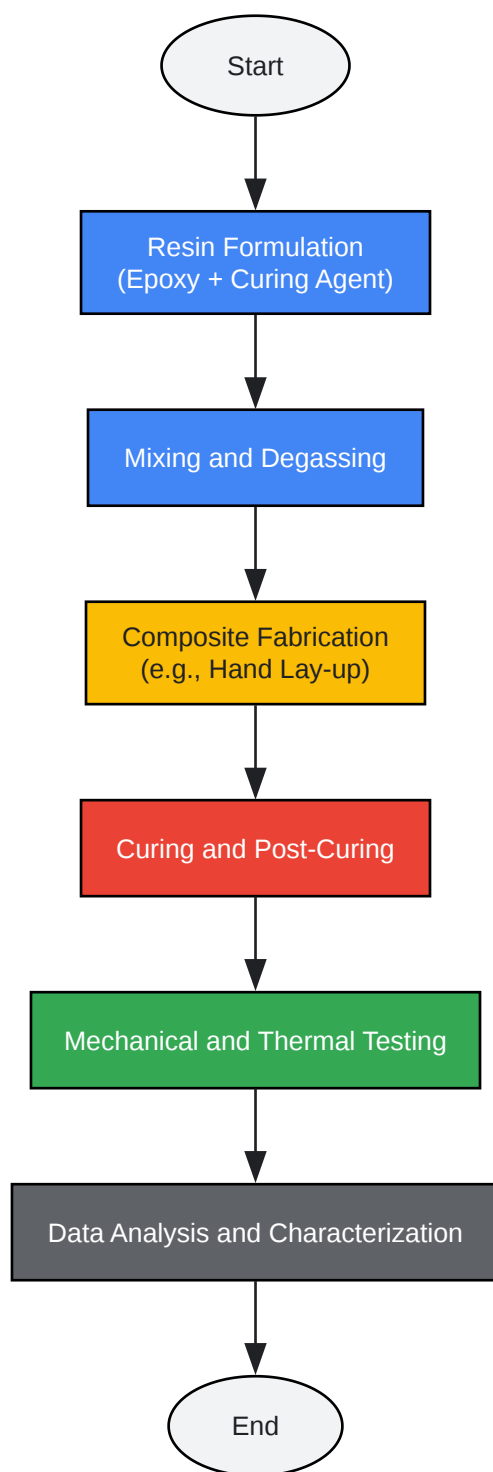 Start
Resin Formulation
(Epoxy + Curing Agent)
Mixing and Degassing
Composite Fabrication
(e.g., Hand Lay-up)
Curing and Post-Curing
Mechanical and Thermal Testing
Data Analysis and Characterization
End